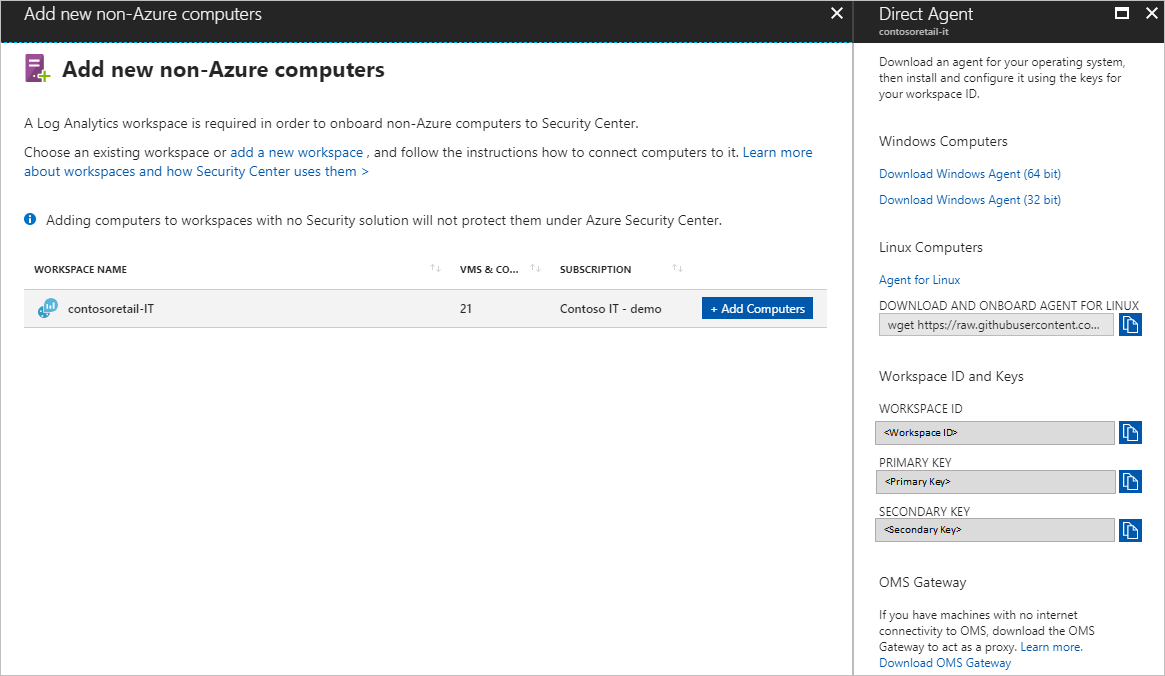 Add new non-Azure computers
Add new non-Azure computers
A Log Analytics workspace is required in order to onboard non-Azure computers to Security Center.
Choose an existing workspace or add a new workspace , and follow the instructions how to connect computers to it. Learn more
about workspaces and how Security Center uses them >
Adding computers to workspaces with no Security solution will not protect them under Azure Security Center.
WORKSPACE NAME VMS & CO... SUBSCRIPTION
contosoretail-IT 21 Contoso IT - demo + Add Computers
Direct Agent
contosoretail-it
Download an agent for your operating system,
then install and configure it using the keys for
your workspace ID.
Windows Computers
Download Windows Agent (64 bit)
Download Windows Agent (32 bit)
Linux Computers
Agent for Linux
DOWNLOAD AND ONBOARD AGENT FOR LINUX
wget https://raw.githubusercontent.co...
Workspace ID and Keys
WORKSPACE ID
<Workspace ID>
PRIMARY KEY
<Primary Key>
SECONDARY KEY
<Secondary Key>
OMS Gateway
If you have machines with no internet
connectivity to OMS, download the OMS
Gateway to act as a proxy. Learn more.
Download OMS Gateway